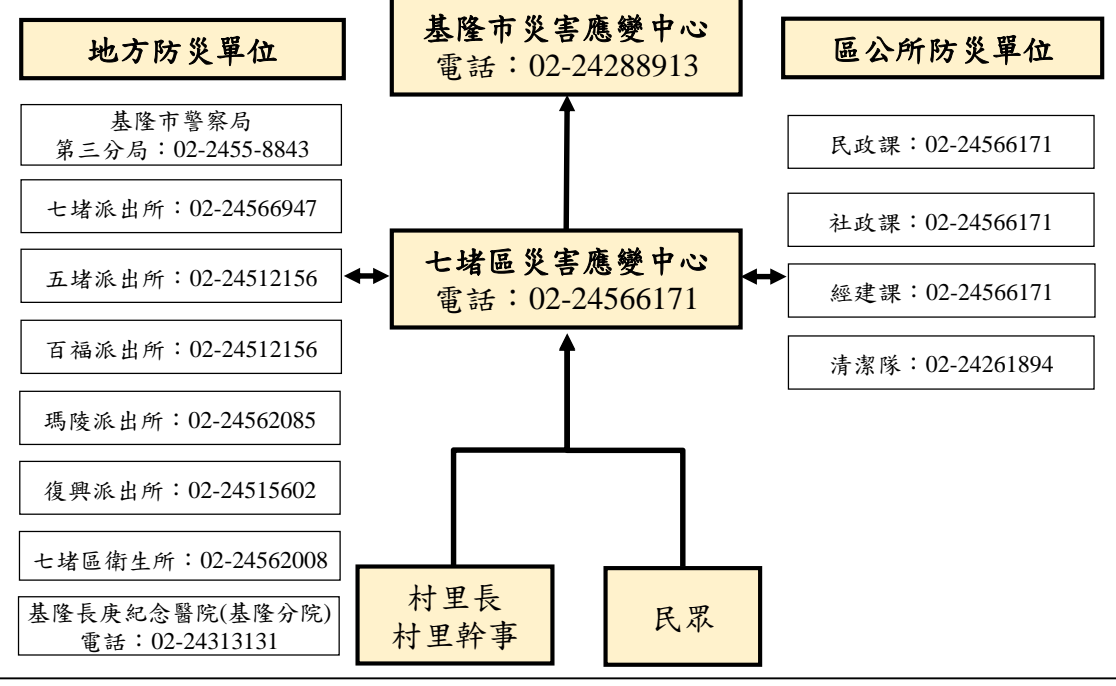 地方防災單位
基隆市警察局
第三分局：02-2455-8843
七堵派出所：02-24566947
五堵派出所：02-24512156
百福派出所：02-24512156
瑪陵派出所：02-24562085
復興派出所：02-24515602
七堵區衛生所：02-24562008
基隆長庚紀念醫院(基隆分院)
電話：02-24313131
基隆市災害應變中心
電話：02-24288913
七堵區災害應變中心
電話：02-24566171
村里長
村里幹事
民眾
區公所防災單位
民政課：02-24566171
社政課：02-24566171
經建課：02-24566171
清潔隊：02-24261894